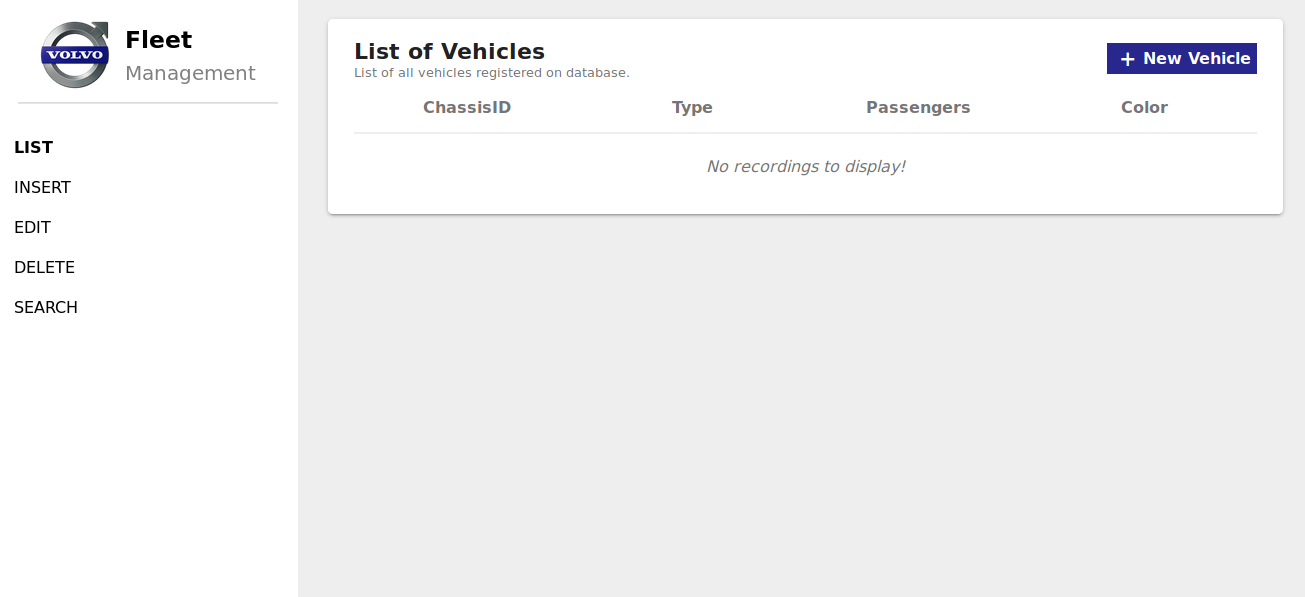 VOLVO
Fleet
Management
LIST
INSERT
EDIT
DELETE
SEARCH
List of Vehicles
List of all vehicles registered on database.
+ New Vehicle
ChassisID Type Passengers Color
No recordings to display!